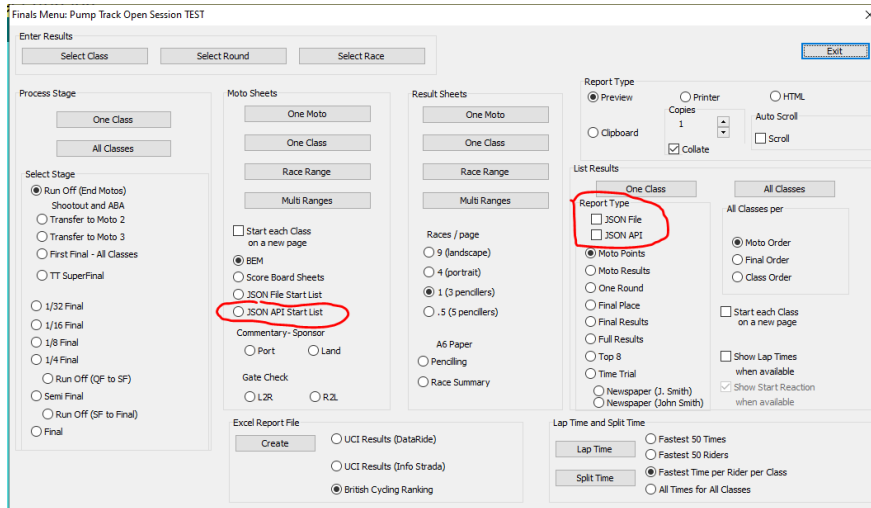 Finals Menu: Pump Track Open Session TEST
Enter Results
Select Class
Select Round
Select Race
Exit
Process Stage
One Class
All Classes
Select Stage
Run Off (End Motos)
Shootout and ABA
Transfer to Moto 2
Transfer to Moto 3
First Final - All Classes
TT SuperFinal
1/32 Final
1/16 Final
1/8 Final
1/4 Final
Run Off (QF to SF)
Semi Final
Run Off (SF to Final)
Final
Moto Sheets
One Moto
One Class
Race Range
Multi Ranges
Start each Class
on a new page
BEM
Score Board Sheets
JSON File Start List
JSON API Start List
Commentary- Sponsor
Port
Land
Gate Check
L2R
R2L
Result Sheets
One Moto
One Class
Race Range
Multi Ranges
Races / page
9 (landscape)
4 (portrait)
1 (3 pencillers)
.5 (5 pencillers)
A6 Paper
Pencilling
Race Summary
Report Type
Preview
Printer
HTML
Clipboard
Copies
1
Collate
Auto Scroll
Scroll
List Results
One Class
All Classes
Report Type
JSON File
JSON API
Moto Points
Moto Results
One Round
Final Place
Final Results
Full Results
Top 8
Time Trial
Newspaper (J. Smith)
Newspaper (John Smith)
All Classes per
Moto Order
Final Order
Class Order
Start each Class
on a new page
Show Lap Times
when available
Show Start Reaction
when available
Excel Report File
Create
UCI Results (DataRide)
UCI Results (Info Strada)
British Cycling Ranking
Lap Time and Split Time
Lap Time
Split Time
Fastest 50 Times
Fastest 50 Riders
Fastest Time per Rider per Class
All Times for All Classes